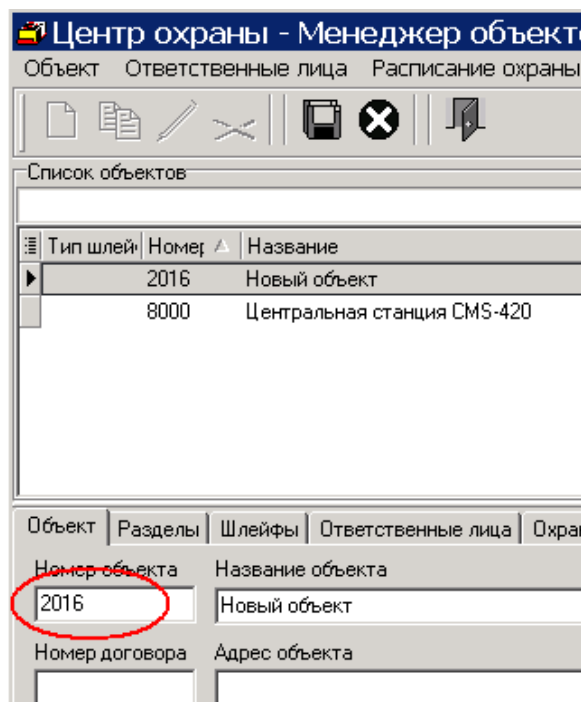 Центр охраны - Менеджер объекто
Объект Ответственные лица Расписание охраны
Список объектов
Тип шлей Номер Название
2016 Новый объект
8000 Центральная станция CMS-420
Объект Разделы Шлейфы Ответственные лица Охран
Номер объекта Название объекта
2016 Новый объект
Номер договора Адрес объекта